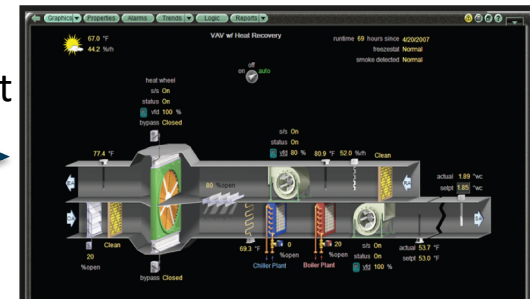 Graphics Properties Alarms Trends Logic Reports
67.0 °F
44.2 %rh
VAV w/ Heat Recovery
runtime 69 hours since 4/20/2007
freezestat Normal
smoke detected Normal
off
on auto
t
heat wheel
s/s On
status On
vfd 100 %
bypass Closed
s/s On
status On
vfd 80 %
77.4 °F
80.9 °F
52.0 %rh
Clean
80 %open
actual 1.89 "wc
setpt 1.85 "wc
Clean
20
%open
69.3 °F
0
%open
Chiller Plant
20
%open
Boiler Plant
s/s On
status On
vfd 100 %
actual 53.7 °F
setpt 53.0 °F
bypass Closed